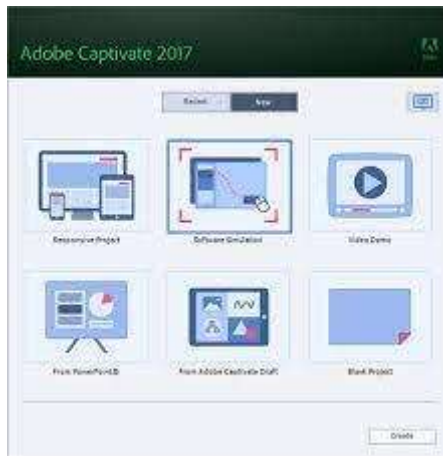 Adobe Captivate 2017
Recent New
Responsive Project Software Simulation Video Demo
From PowerPoint From Adobe Captivate Draft Blank Project
Create